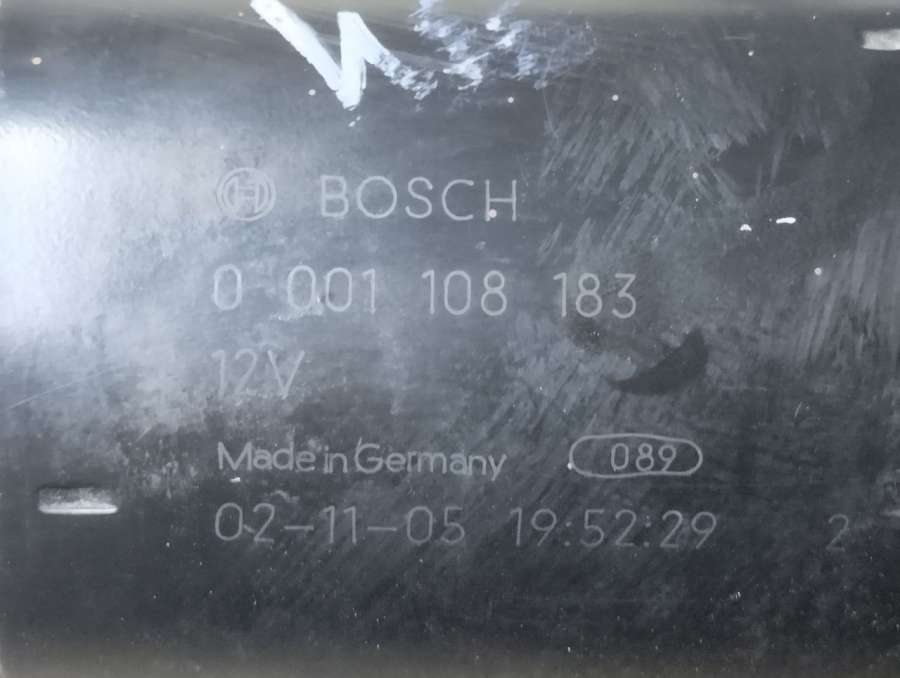 BOSCH
0 001 108 183
12V
Made in Germany 089
02-11-05 19:52:29 2